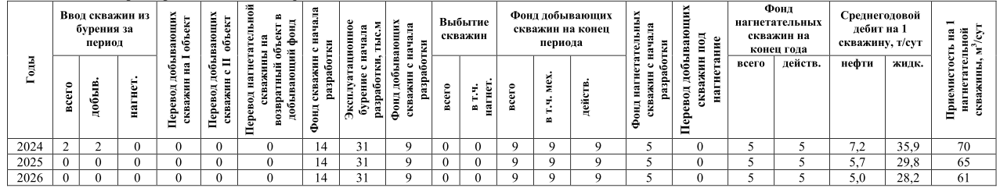 Годы
Ввод скважин из
бурения за
период
всего
добыв.
нагнет.
Перевод добывающих
скважин на I объект
Перевод добывающих
скважин с II объект
Перевод нагнетательной
скважины на
возвратный объект в
добывающий фонд
Фонд скважин с начала
разработки
Эксплуатационное
бурение с начала
разработки, тыс.м
Фонд добывающих
скважин с начала
разработки
Выбытие
скважин
всего
в т.ч.
нагнет.
Фонд добывающих
скважин на конец
периода
всего
в т.ч. мех.
действ.
Фонд нагнетательных
скважин с начала
разработки
Перевод добывающих
скважин под
нагнетание
Фонд
нагнетательных
скважин на
конец года
всего
действ.
Среднегодовой
дебит на 1
скважину, т/сут
нефти
жидк.
Приемистость на 1
нагнетательной
скважины, м³/сут
2024 2 2 0 0 0 0 14 31 9 0 0 9 9 9 5 0 5 5 7,2 35,9 70
2025 0 0 0 0 0 0 14 31 9 0 0 9 9 9 5 0 5 5 5,7 29,8 65
2026 0 0 0 0 0 0 14 31 9 0 0 9 9 9 5 0 5 5 5,0 28,2 61